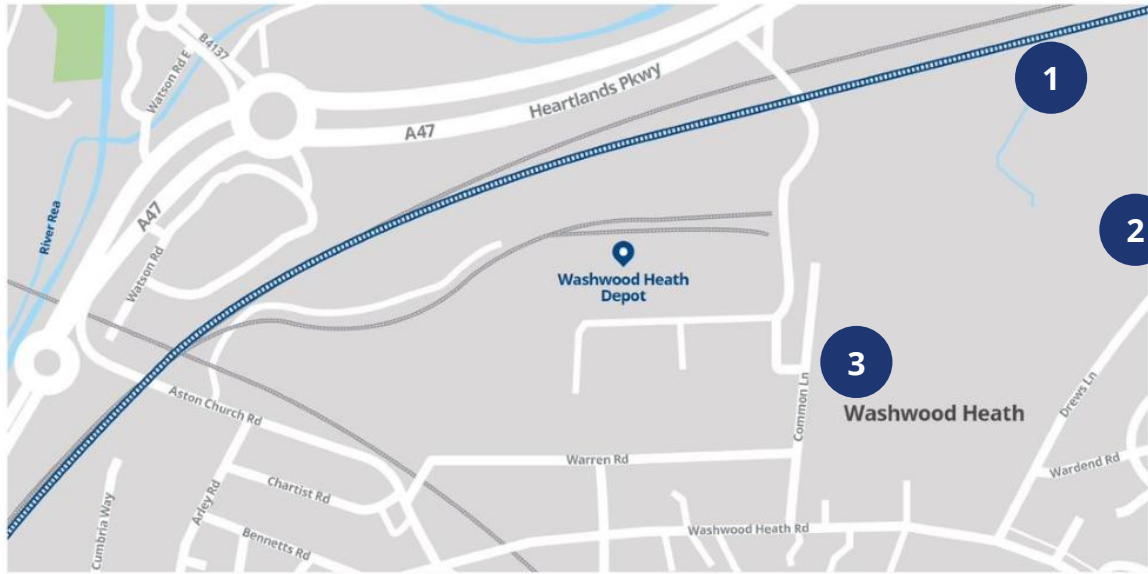 B4137
Watson Rd E
1
Heartlands Pkwy
A47
A47
River Rea
2
Watson Rd
Washwood Heath
Depot
3
Drews Ln
Aston Church Rd
Common Ln
Washwood Heath
Warren Rd
Wardend Rd
Chartist Rd
Arley Rd
Cumbria Way
Washwood Heath Rd
Bennetts Rd